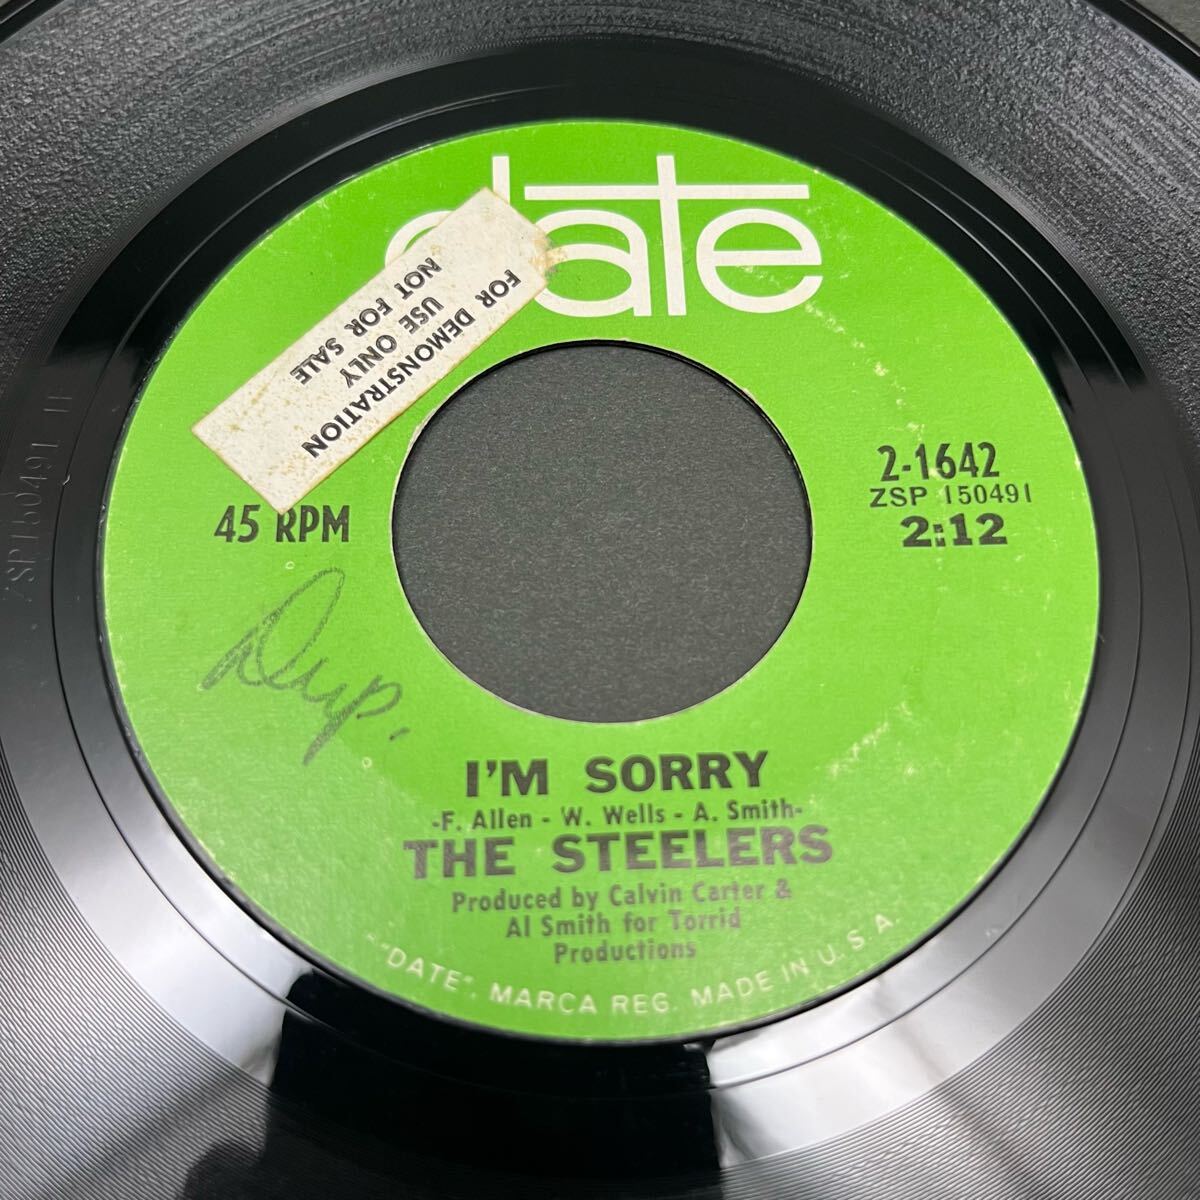 date
FOR DEMONSTRATION
USE ONLY
NOT FOR SALE
45 RPM
2-1642
ZSP 150491
2:12
Dup.
I'M SORRY
-F. Allen - W. Wells - A. Smith-
THE STEELERS
Produced by Calvin Carter &
Al Smith for Torrid
Productions
"DATE", MARCA REG. MADE IN U.S.A.